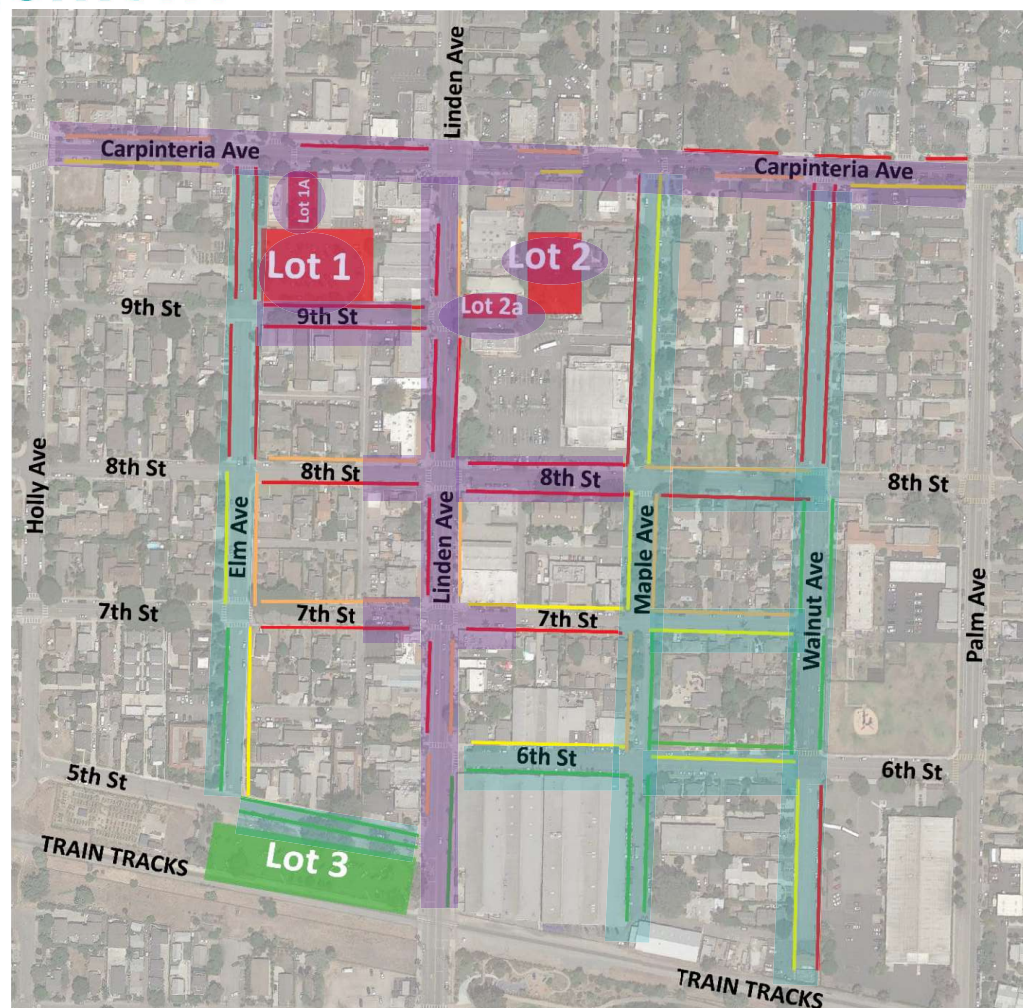 Linden Ave
Carpinteria Ave
Carpinteria Ave
Lot 1A
Lot 1
Lot 2
Lot 2a
9th St
9th St
Holly Ave
8th St
8th St
8th St
8th St
Elm Ave
Linden Ave
Maple Ave
Walnut Ave
Palm Ave
7th St
7th St
7th St
6th St
6th St
5th St
Lot 3
TRAIN TRACKS
TRAIN TRACKS